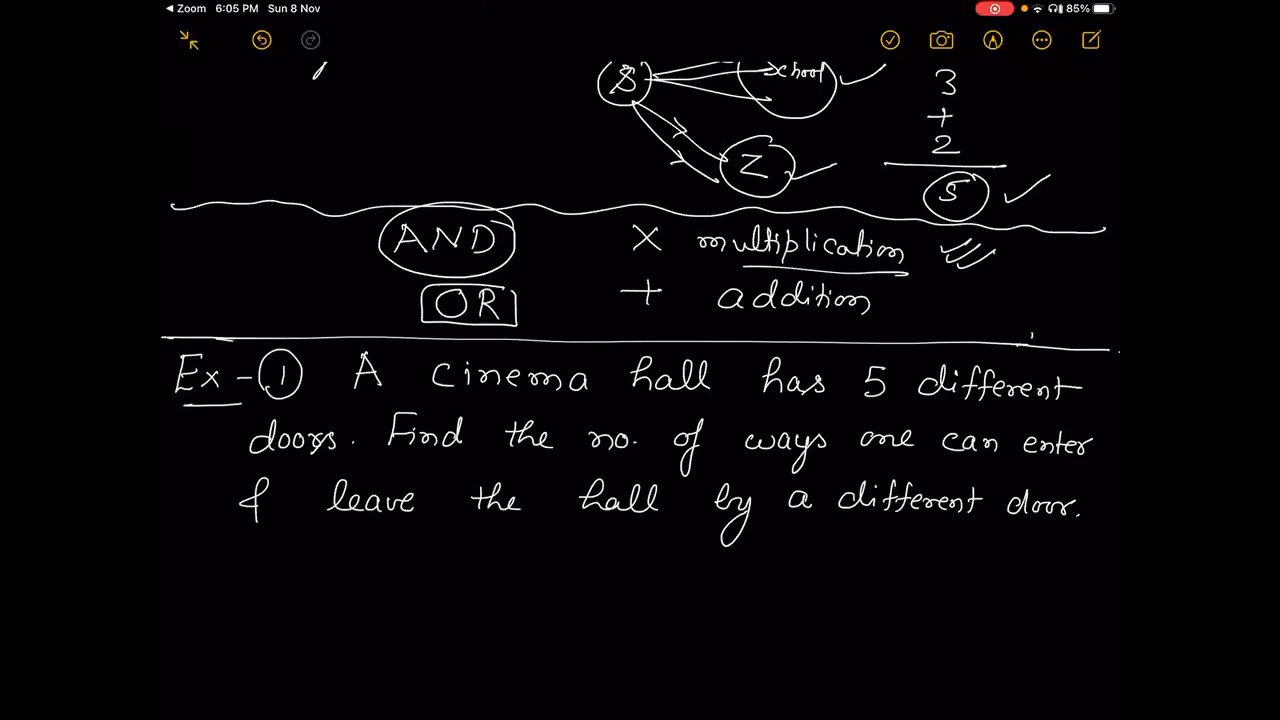 Zoom 6:05 PM Sun 8 Nov 85%
S school 3
+
Z 2
5
AND × multiplication
OR + addition
Ex-1 A cinema hall has 5 different
doors. Find the no. of ways one can enter
& leave the hall by a different door.